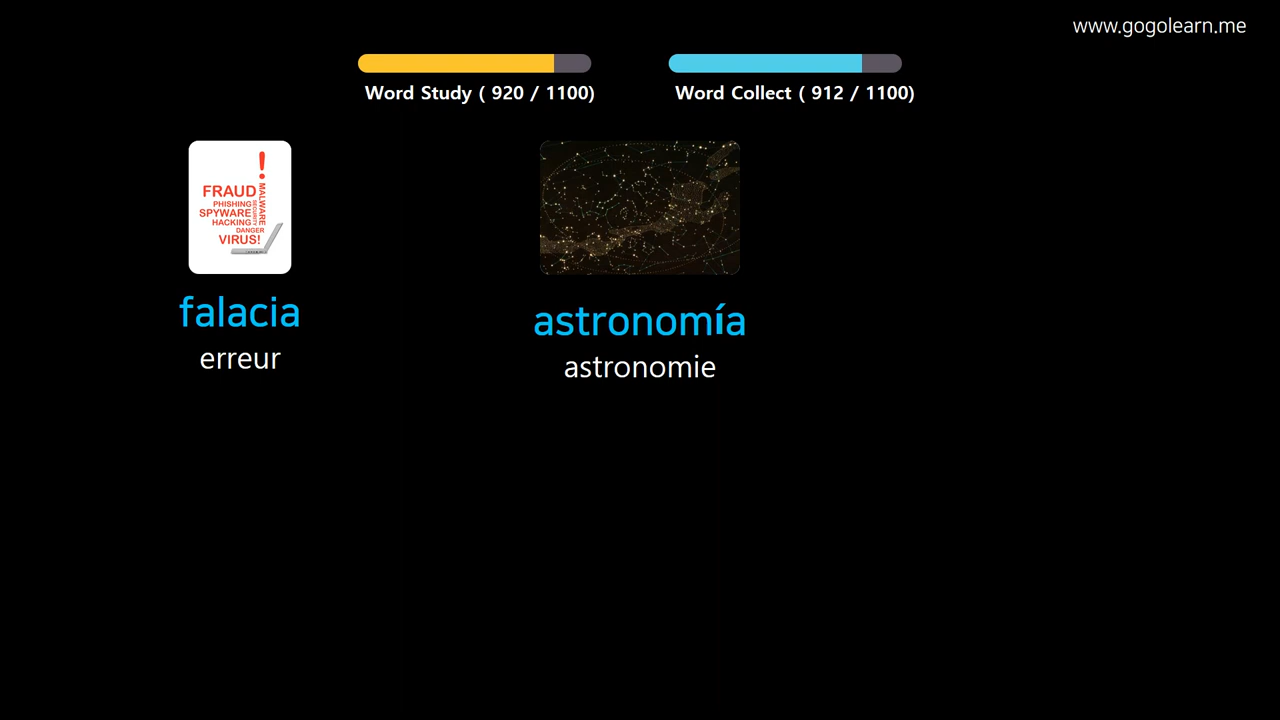 www.gogolearn.me
Word Study ( 920 / 1100)
Word Collect ( 912 / 1100)
!
FRAUD
PHISHING
SPYWARE
HACKING
DANGER
VIRUS!
MALWARE
SECURITY
falacia
erreur
astronomía
astronomie